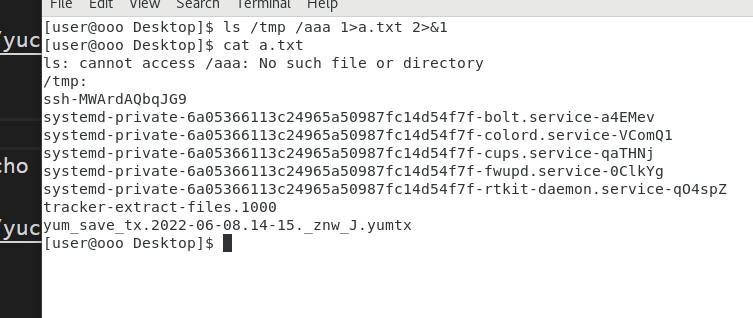 File Edit View Search Terminal Help
[user@ooo Desktop]$ ls /tmp /aaa 1>a.txt 2>&1
[user@ooo Desktop]$ cat a.txt
ls: cannot access /aaa: No such file or directory
/tmp:
ssh-MWArdAQbqJG9
systemd-private-6a05366113c24965a50987fc14d54f7f-bolt.service-a4EMev
systemd-private-6a05366113c24965a50987fc14d54f7f-colord.service-VComQ1
systemd-private-6a05366113c24965a50987fc14d54f7f-cups.service-qaTHNj
systemd-private-6a05366113c24965a50987fc14d54f7f-fwupd.service-0ClkYg
systemd-private-6a05366113c24965a50987fc14d54f7f-rtkit-daemon.service-qO4spZ
tracker-extract-files.1000
yum_save_tx.2022-06-08.14-15._znw_J.yumtx
[user@ooo Desktop]$
/yuc
cho
/yuc